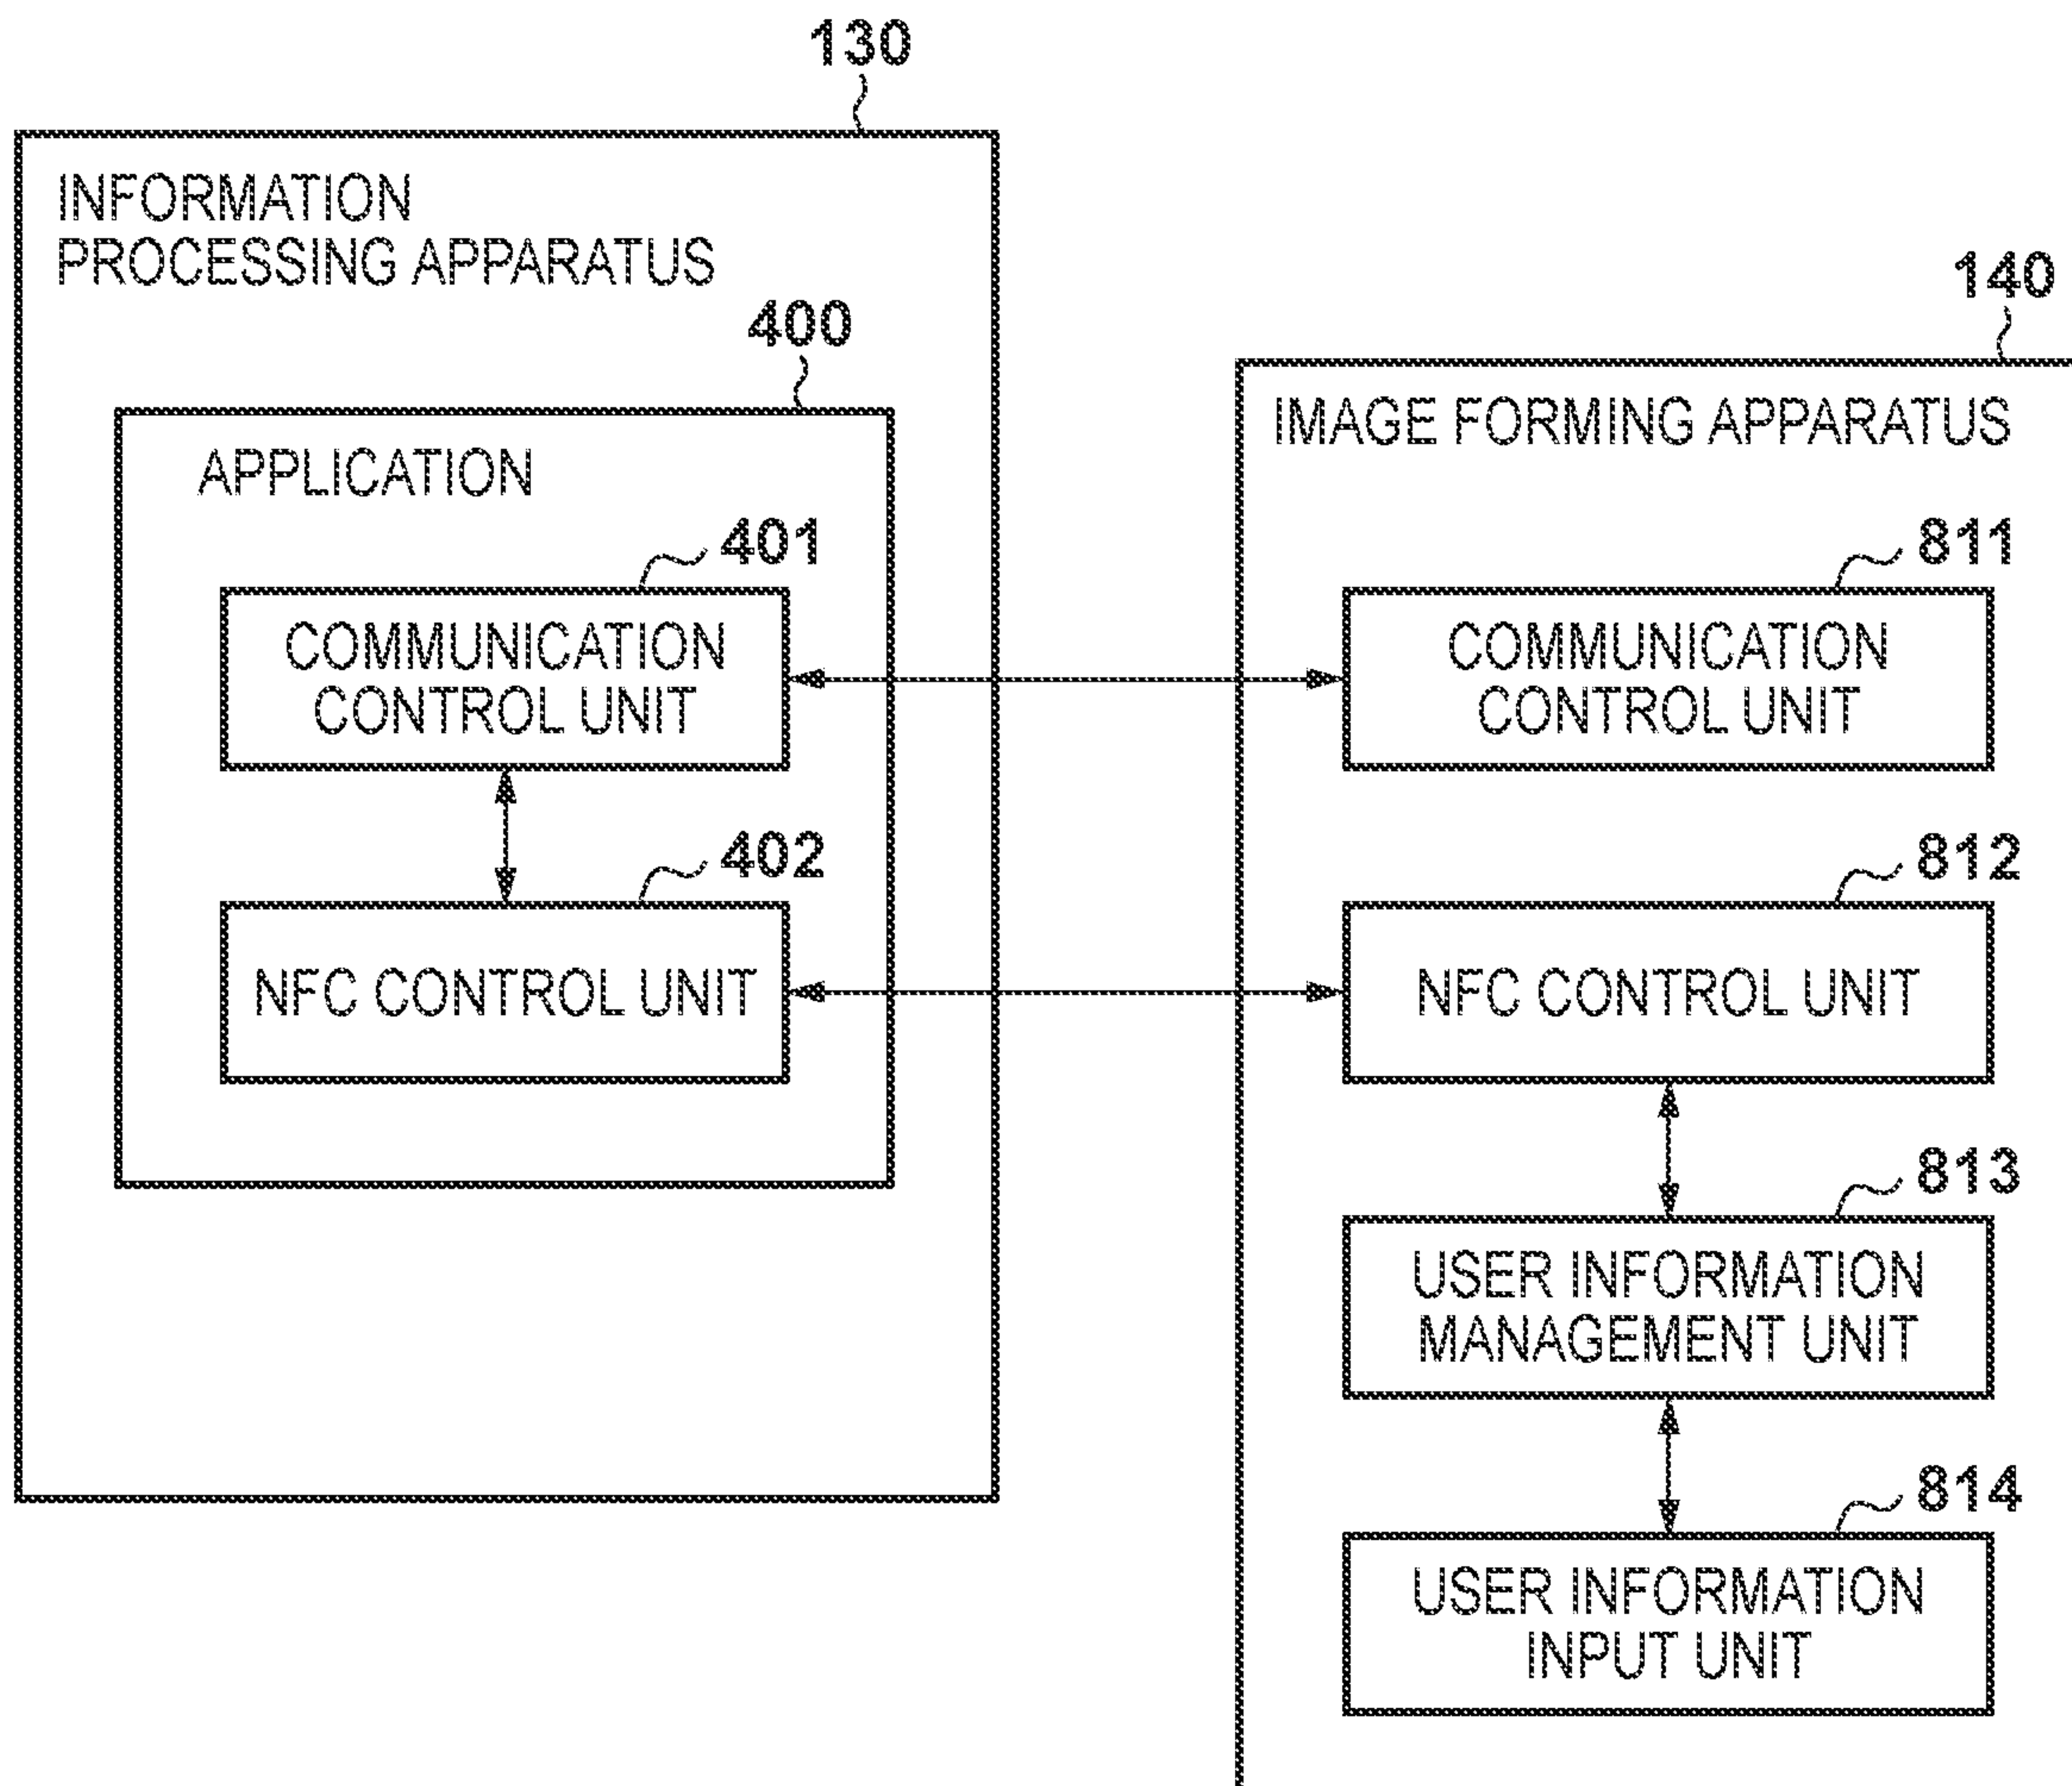 130
INFORMATION
PROCESSING APPARATUS
400
APPLICATION
401
COMMUNICATION
CONTROL UNIT
402
NFC CONTROL UNIT
140
IMAGE FORMING APPARATUS
811
COMMUNICATION
CONTROL UNIT
812
NFC CONTROL UNIT
813
USER INFORMATION
MANAGEMENT UNIT
814
USER INFORMATION
INPUT UNIT